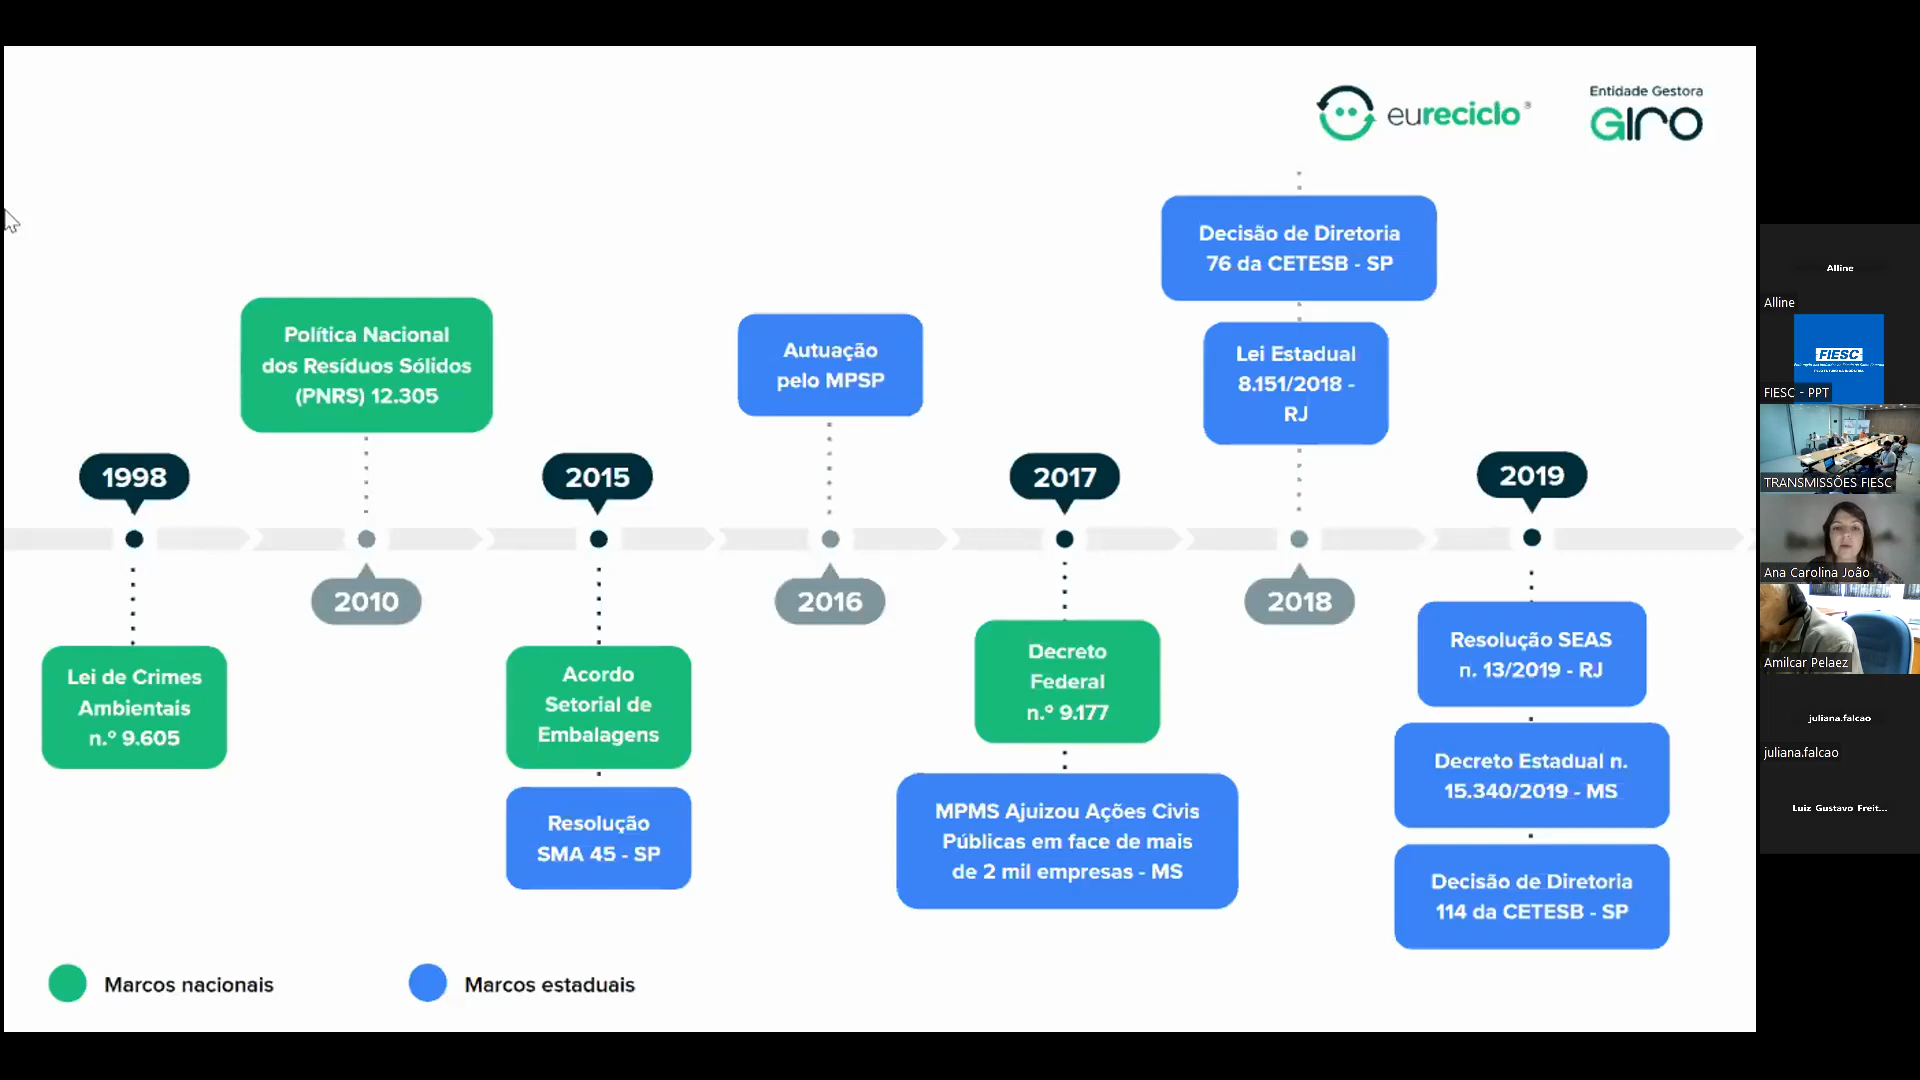 eureciclo®
Entidade Gestora
GIRO
Decisão de Diretoria
76 da CETESB - SP
Lei Estadual
8.151/2018 -
RJ
Política Nacional
dos Resíduos Sólidos
(PNRS) 12.305
Autuação
pelo MPSP
1998
2015
2017
2019
2010
2016
2018
Lei de Crimes
Ambientais
n.º 9.605
Acordo
Setorial de
Embalagens
Resolução
SMA 45 - SP
Decreto
Federal
n.º 9.177
MPMS Ajuizou Ações Civis
Públicas em face de mais
de 2 mil empresas - MS
Resolução SEAS
n. 13/2019 - RJ
Decreto Estadual n.
15.340/2019 - MS
Decisão de Diretoria
114 da CETESB - SP
Marcos nacionais
Marcos estaduais
Alline
Alline
FIESC
FIESC - PPT
TRANSMISSÕES FIESC
Ana Carolina João
Amilcar Pelaez
juliana.falcao
juliana.falcao
Luiz Gustavo Freit...